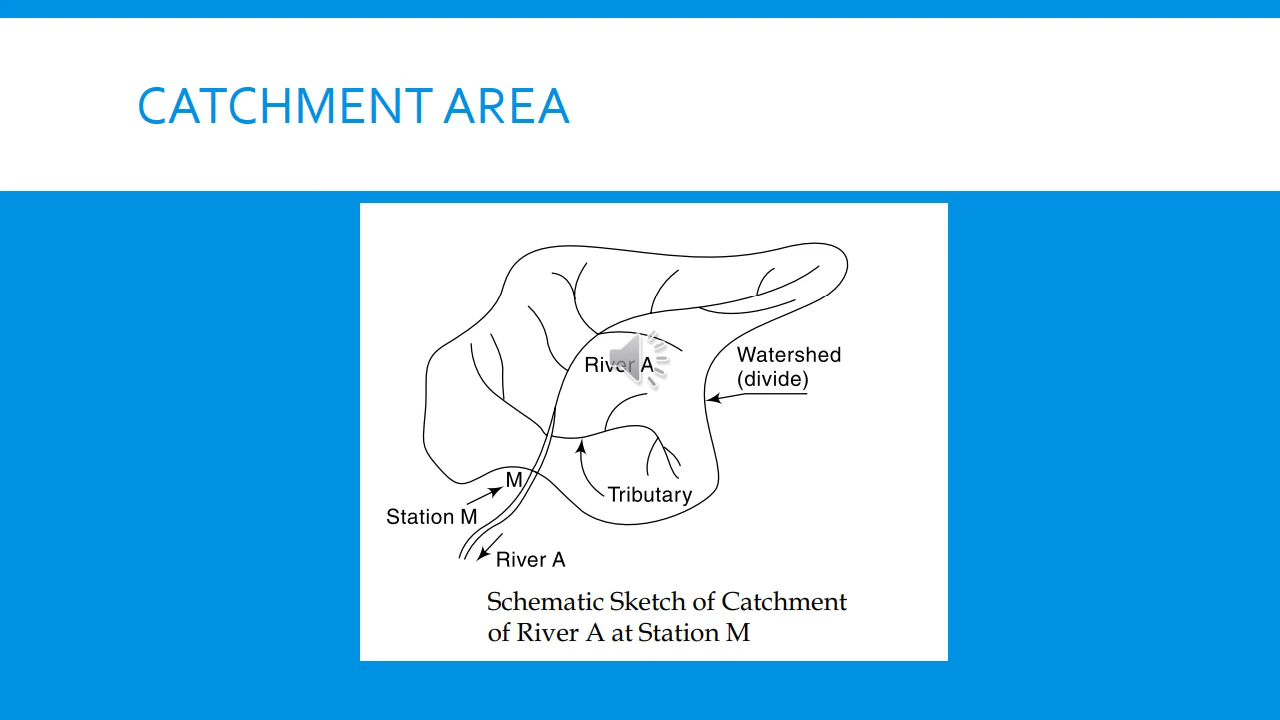 CATCHMENT AREA
River A
Watershed
(divide)
M
Tributary
Station M
River A
Schematic Sketch of Catchment
of River A at Station M